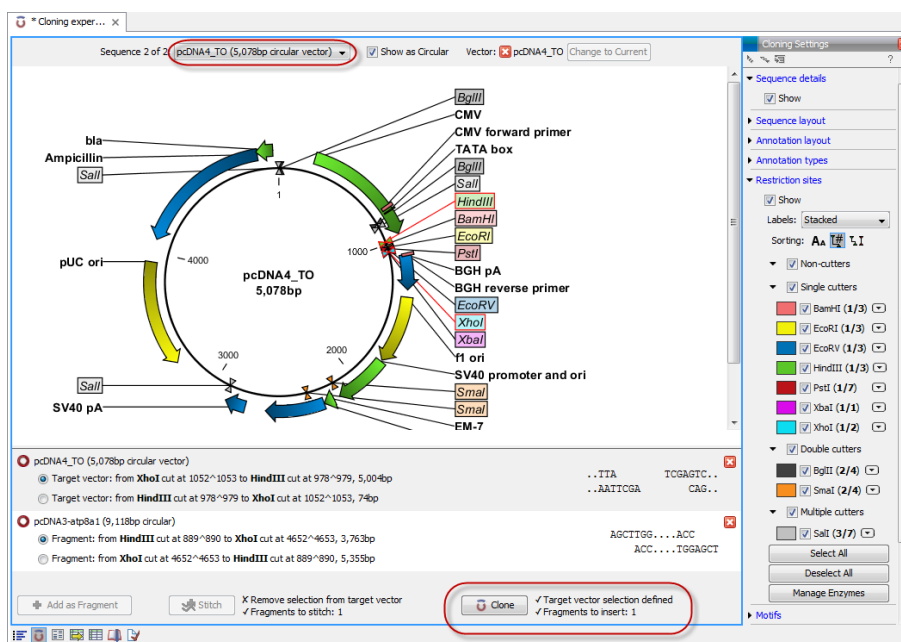 * Cloning exper...
Sequence 2 of 2 pcDNA4_TO (5,078bp circular vector) Show as Circular Vector: pcDNA4_TO Change to Current
BglII
CMV
CMV forward primer
TATA box
BglII
SalI
HindIII
BamHI
EcoRI
PstI
BGH pA
BGH reverse primer
EcoRV
XhoI
XbaI
f1 ori
SV40 promoter and ori
SmaI
SmaI
EM-7
bla
Ampicillin
SalI
pUC ori
SalI
SV40 pA
1
1000
2000
3000
4000
pcDNA4_TO
5,078bp
pcDNA4_TO (5,078bp circular vector)
Target vector: from XhoI cut at 1052^1053 to HindIII cut at 978^979, 5,004bp
Target vector: from HindIII cut at 978^979 to XhoI cut at 1052^1053, 74bp
..TTA TCGAGTC..
..AATTCGA CAG..
pcDNA3-atp8a1 (9,118bp circular)
Fragment: from HindIII cut at 889^890 to XhoI cut at 4652^4653, 3,763bp
Fragment: from XhoI cut at 4652^4653 to HindIII cut at 889^890, 5,355bp
AGCTTGG....ACC
ACC....TGGAGCT
Add as Fragment
Stitch
X Remove selection from target vector
✓Fragments to stitch: 1
Clone
✓Target vector selection defined
✓Fragments to insert: 1
Cloning Settings
?
Sequence details
Show
Sequence layout
Annotation layout
Annotation types
Restriction sites
Show
Labels: Stacked
Sorting:
Non-cutters
Single cutters
BamHI (1/3)
EcoRI (1/3)
EcoRV (1/3)
HindIII (1/3)
PstI (1/7)
XbaI (1/1)
XhoI (1/2)
Double cutters
BglII (2/4)
SmaI (2/4)
Multiple cutters
SalI (3/7)
Select All
Deselect All
Manage Enzymes
Motifs